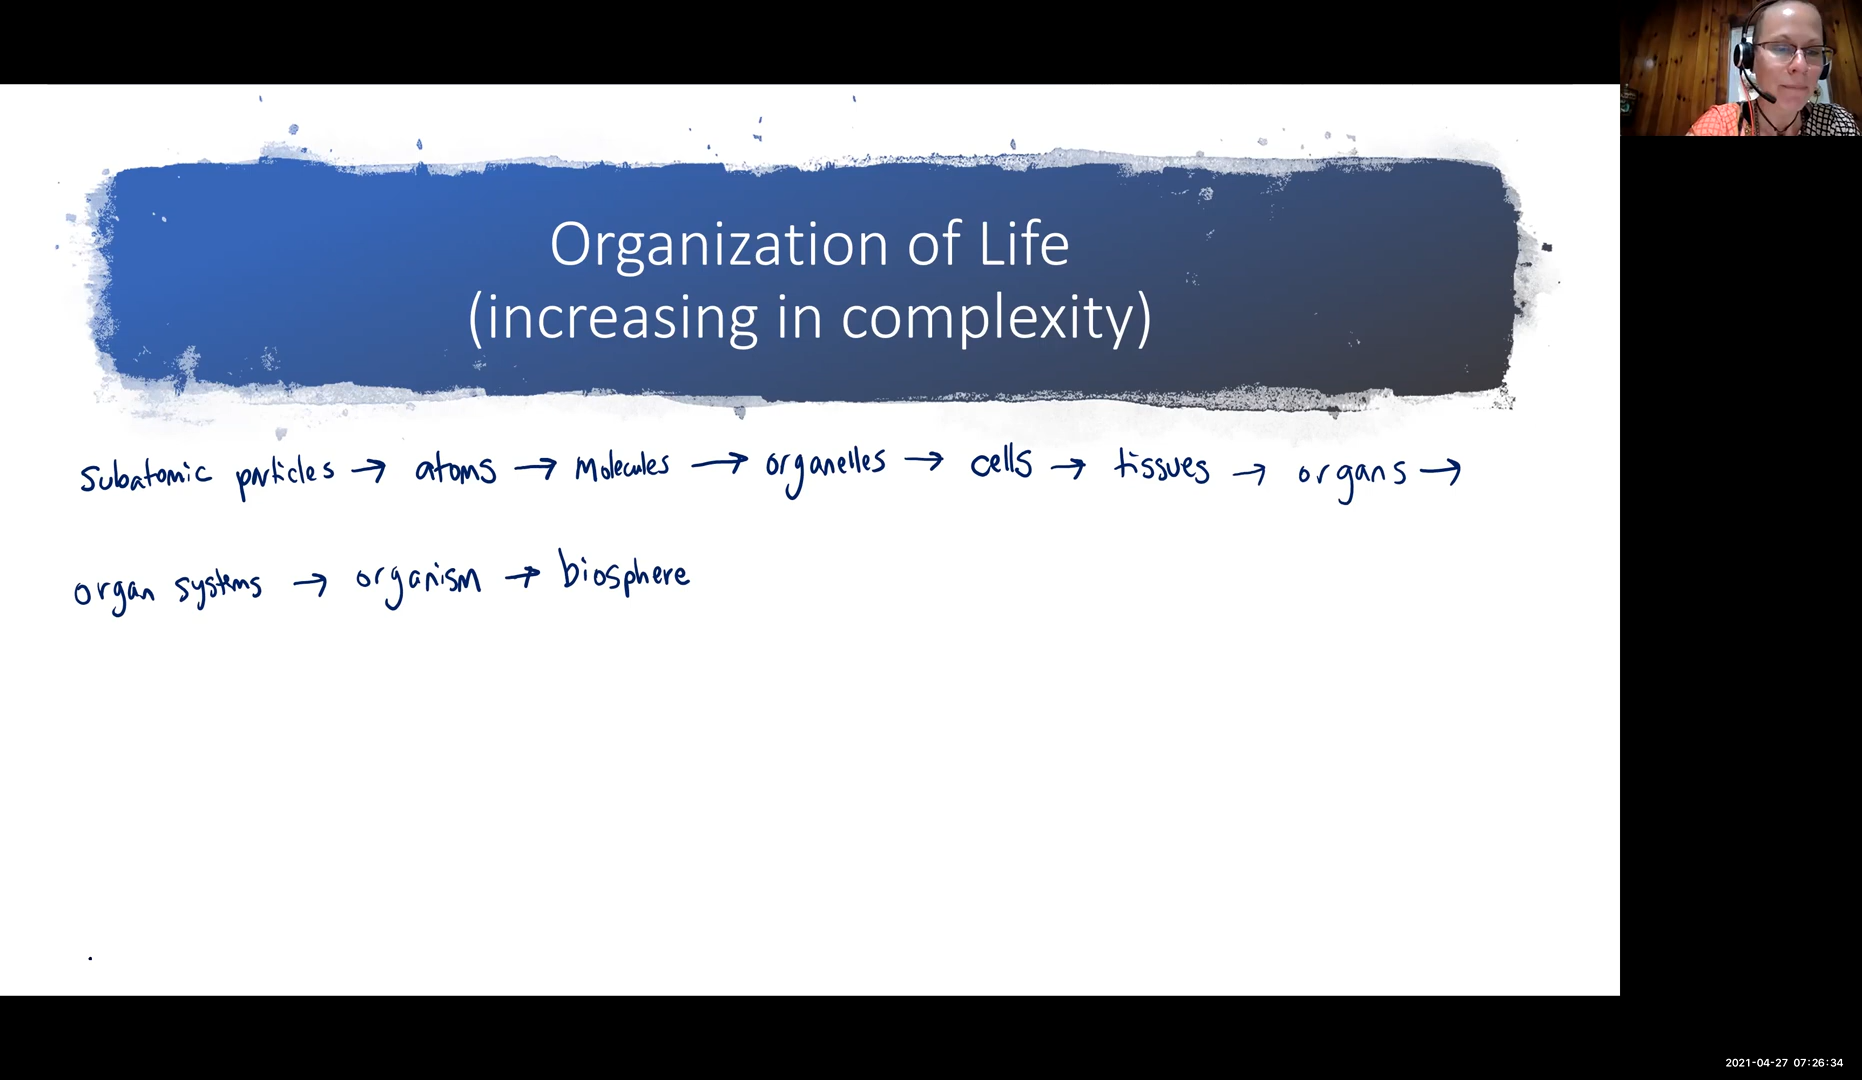 Organization of Life
(increasing in complexity)
subatomic particles → atoms → molecules → organelles → cells → tissues → organs →
organ systems → organism → biosphere
2021-04-27 07:26:34